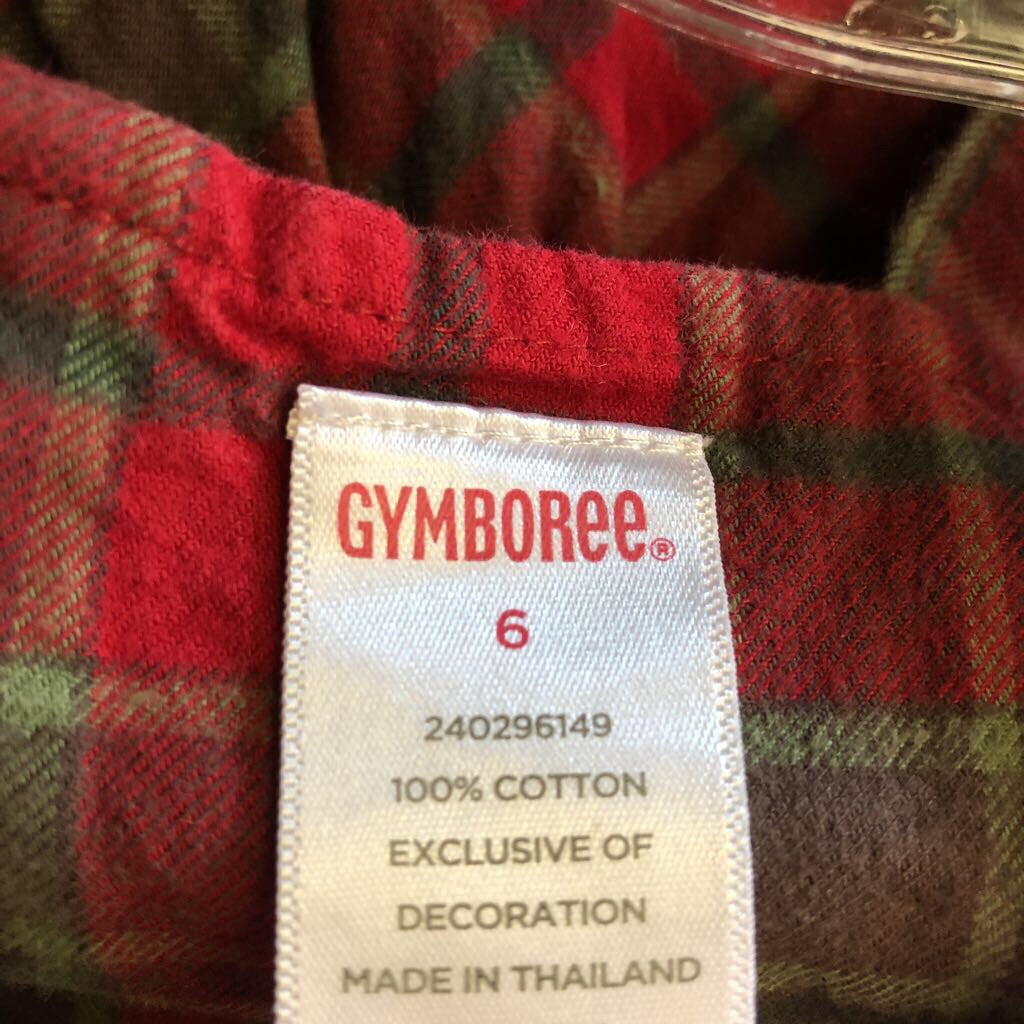 GYMBOREE®
6
240296149
100% COTTON
EXCLUSIVE OF
DECORATION
MADE IN THAILAND